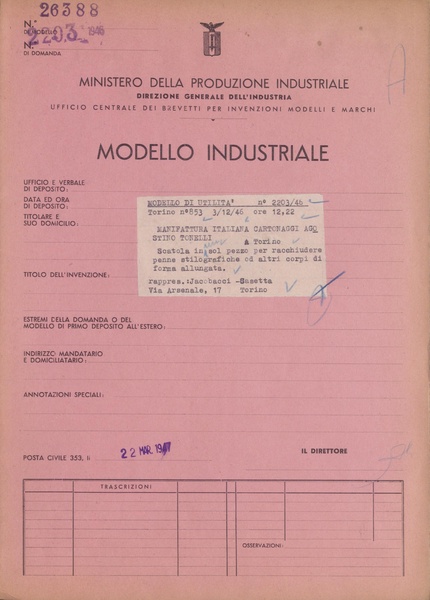 26388
N.°
DI MODELLO
2203 1946
N.°
DI DOMANDA
A
MINISTERO DELLA PRODUZIONE INDUSTRIALE
DIREZIONE GENERALE DELL'INDUSTRIA
UFFICIO CENTRALE DEI BREVETTI PER INVENZIONI MODELLI E MARCHI
MODELLO INDUSTRIALE
UFFICIO E VERBALE
DI DEPOSITO:
DATA ED ORA
DI DEPOSITO:
MODELLO DI UTILITA' n° 2203/46
Torino n°853 3/12/46 ore 12,22
TITOLARE E
SUO DOMICILIO:
MANIFATTURA ITALIANA CARTONAGGI AGO
STINO TONELLI
a Torino
Scatola in sol pezzo per racchiudere
penne stilografiche ed altri corpi di
forma allungata.
TITOLO DELL'INVENZIONE:
rappres.: Jacobacci -Casetta
Via Arsenale, 17 Torino
ESTREMI DELLA DOMANDA O DEL
MODELLO DI PRIMO DEPOSITO ALL'ESTERO:
INDIRIZZO MANDATARIO
E DOMICILIATARIO:
ANNOTAZIONI SPECIALI:
POSTA CIVILE 353, li
22 MAR. 1947
IL DIRETTORE
TRASCRIZIONI
OSSERVAZIONI: